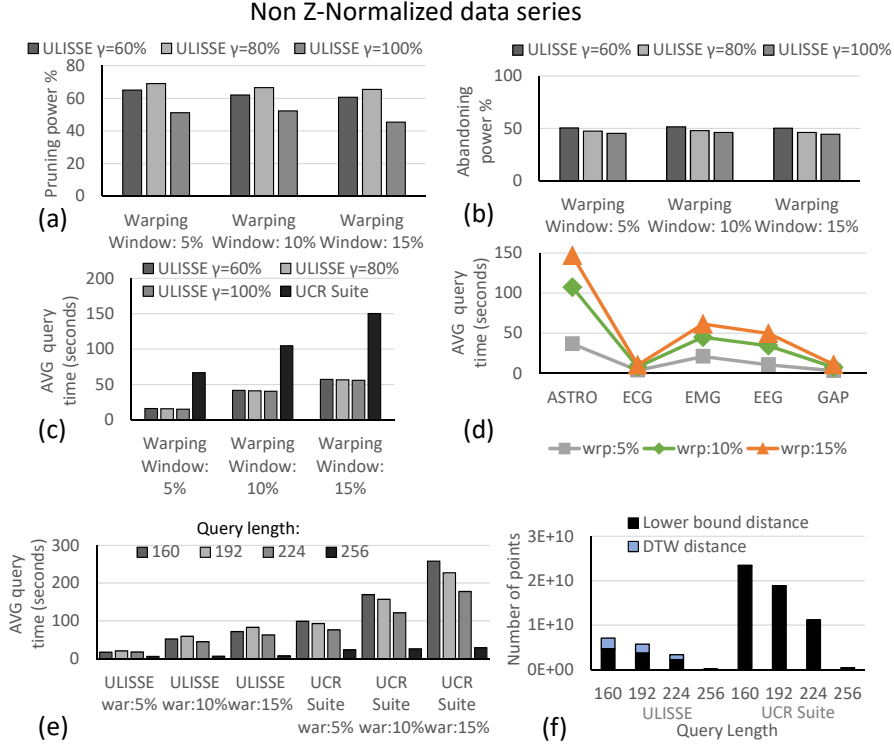 Non Z-Normalized data series
ULISSE γ=60% ULISSE γ=80% ULISSE γ=100%
Pruning power %
80
60
40
20
0
Warping Window: 5%
Warping Window: 10%
Warping Window: 15%
(a)
ULISSE γ=60% ULISSE γ=80% ULISSE γ=100%
Abandoning power %
100
50
0
Warping Window: 5%
Warping Window: 10%
Warping Window: 15%
(b)
ULISSE γ=60% ULISSE γ=80%
ULISSE γ=100% UCR Suite
AVG query time (seconds)
200
150
100
50
0
Warping Window: 5%
Warping Window: 10%
Warping Window: 15%
(c)
AVG query time (seconds)
150
100
50
0
ASTRO ECG EMG EEG GAP
(d)
wrp:5% wrp:10% wrp:15%
Query length:
160 192 224 256
AVG query time (seconds)
300
200
100
0
ULISSE war:5%
ULISSE war:10%
ULISSE war:15%
UCR Suite war:5%
UCR Suite war:10%
UCR Suite war:15%
(e)
Lower bound distance
DTW distance
Number of points
3E+10
2E+10
1E+10
0E+00
160 192 224 256 160 192 224 256
ULISSE UCR Suite
Query Length
(f)